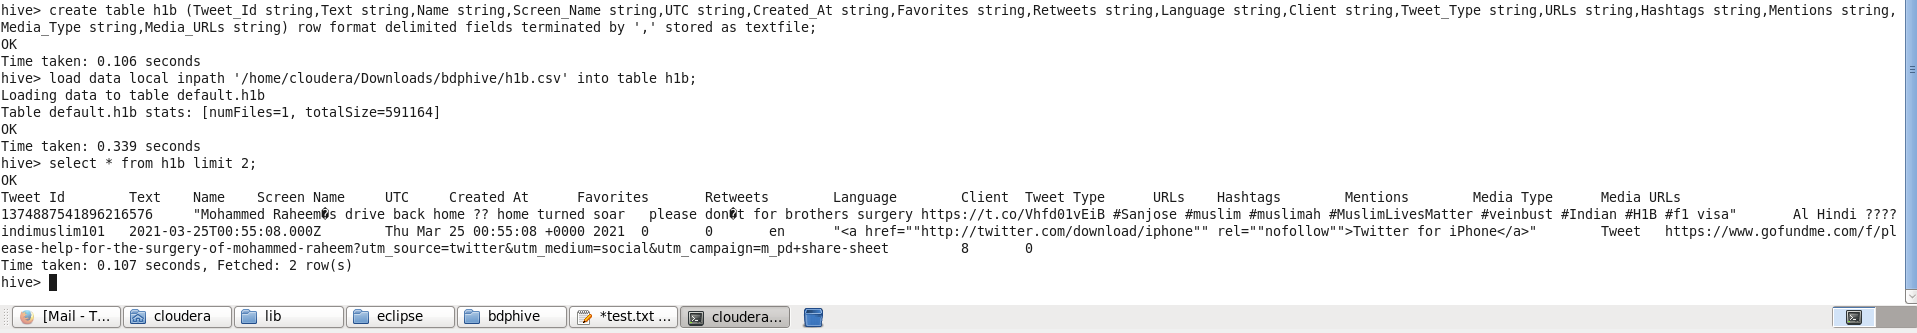 hive> create table h1b (Tweet_Id string,Text string,Name string,Screen_Name string,UTC string,Created_At string,Favorites string,Retweets string,Language string,Client string,Tweet_Type string,URLs string,Hashtags string,Mentions string,
Media_Type string,Media_URLs string) row format delimited fields terminated by ',' stored as textfile;
OK
Time taken: 0.106 seconds
hive> load data local inpath '/home/cloudera/Downloads/bdphive/h1b.csv' into table h1b;
Loading data to table default.h1b
Table default.h1b stats: [numFiles=1, totalSize=591164]
OK
Time taken: 0.339 seconds
hive> select * from h1b limit 2;
OK
Tweet Id Text Name Screen Name UTC Created At Favorites Retweets Language Client Tweet Type URLs Hashtags Mentions Media Type Media URLs
1374887541896216576 "Mohammed Raheem�s drive back home ?? home turned soar please don�t for brothers surgery https://t.co/Vhfd01vEiB #Sanjose #muslim #muslimah #MuslimLivesMatter #veinbust #Indian #H1B #f1 visa" Al Hindi ????
indimuslim101 2021-03-25T00:55:08.000Z Thu Mar 25 00:55:08 +0000 2021 0 0 en "<a href=""http://twitter.com/download/iphone"" rel=""nofollow"">Twitter for iPhone</a>" Tweet https://www.gofundme.com/f/pl
ease-help-for-the-surgery-of-mohammed-raheem?utm_source=twitter&utm_medium=social&utm_campaign=m_pd+share-sheet 8 0
Time taken: 0.107 seconds, Fetched: 2 row(s)
hive>
[Mail - T... cloudera lib eclipse bdphive *test.txt ... cloudera...